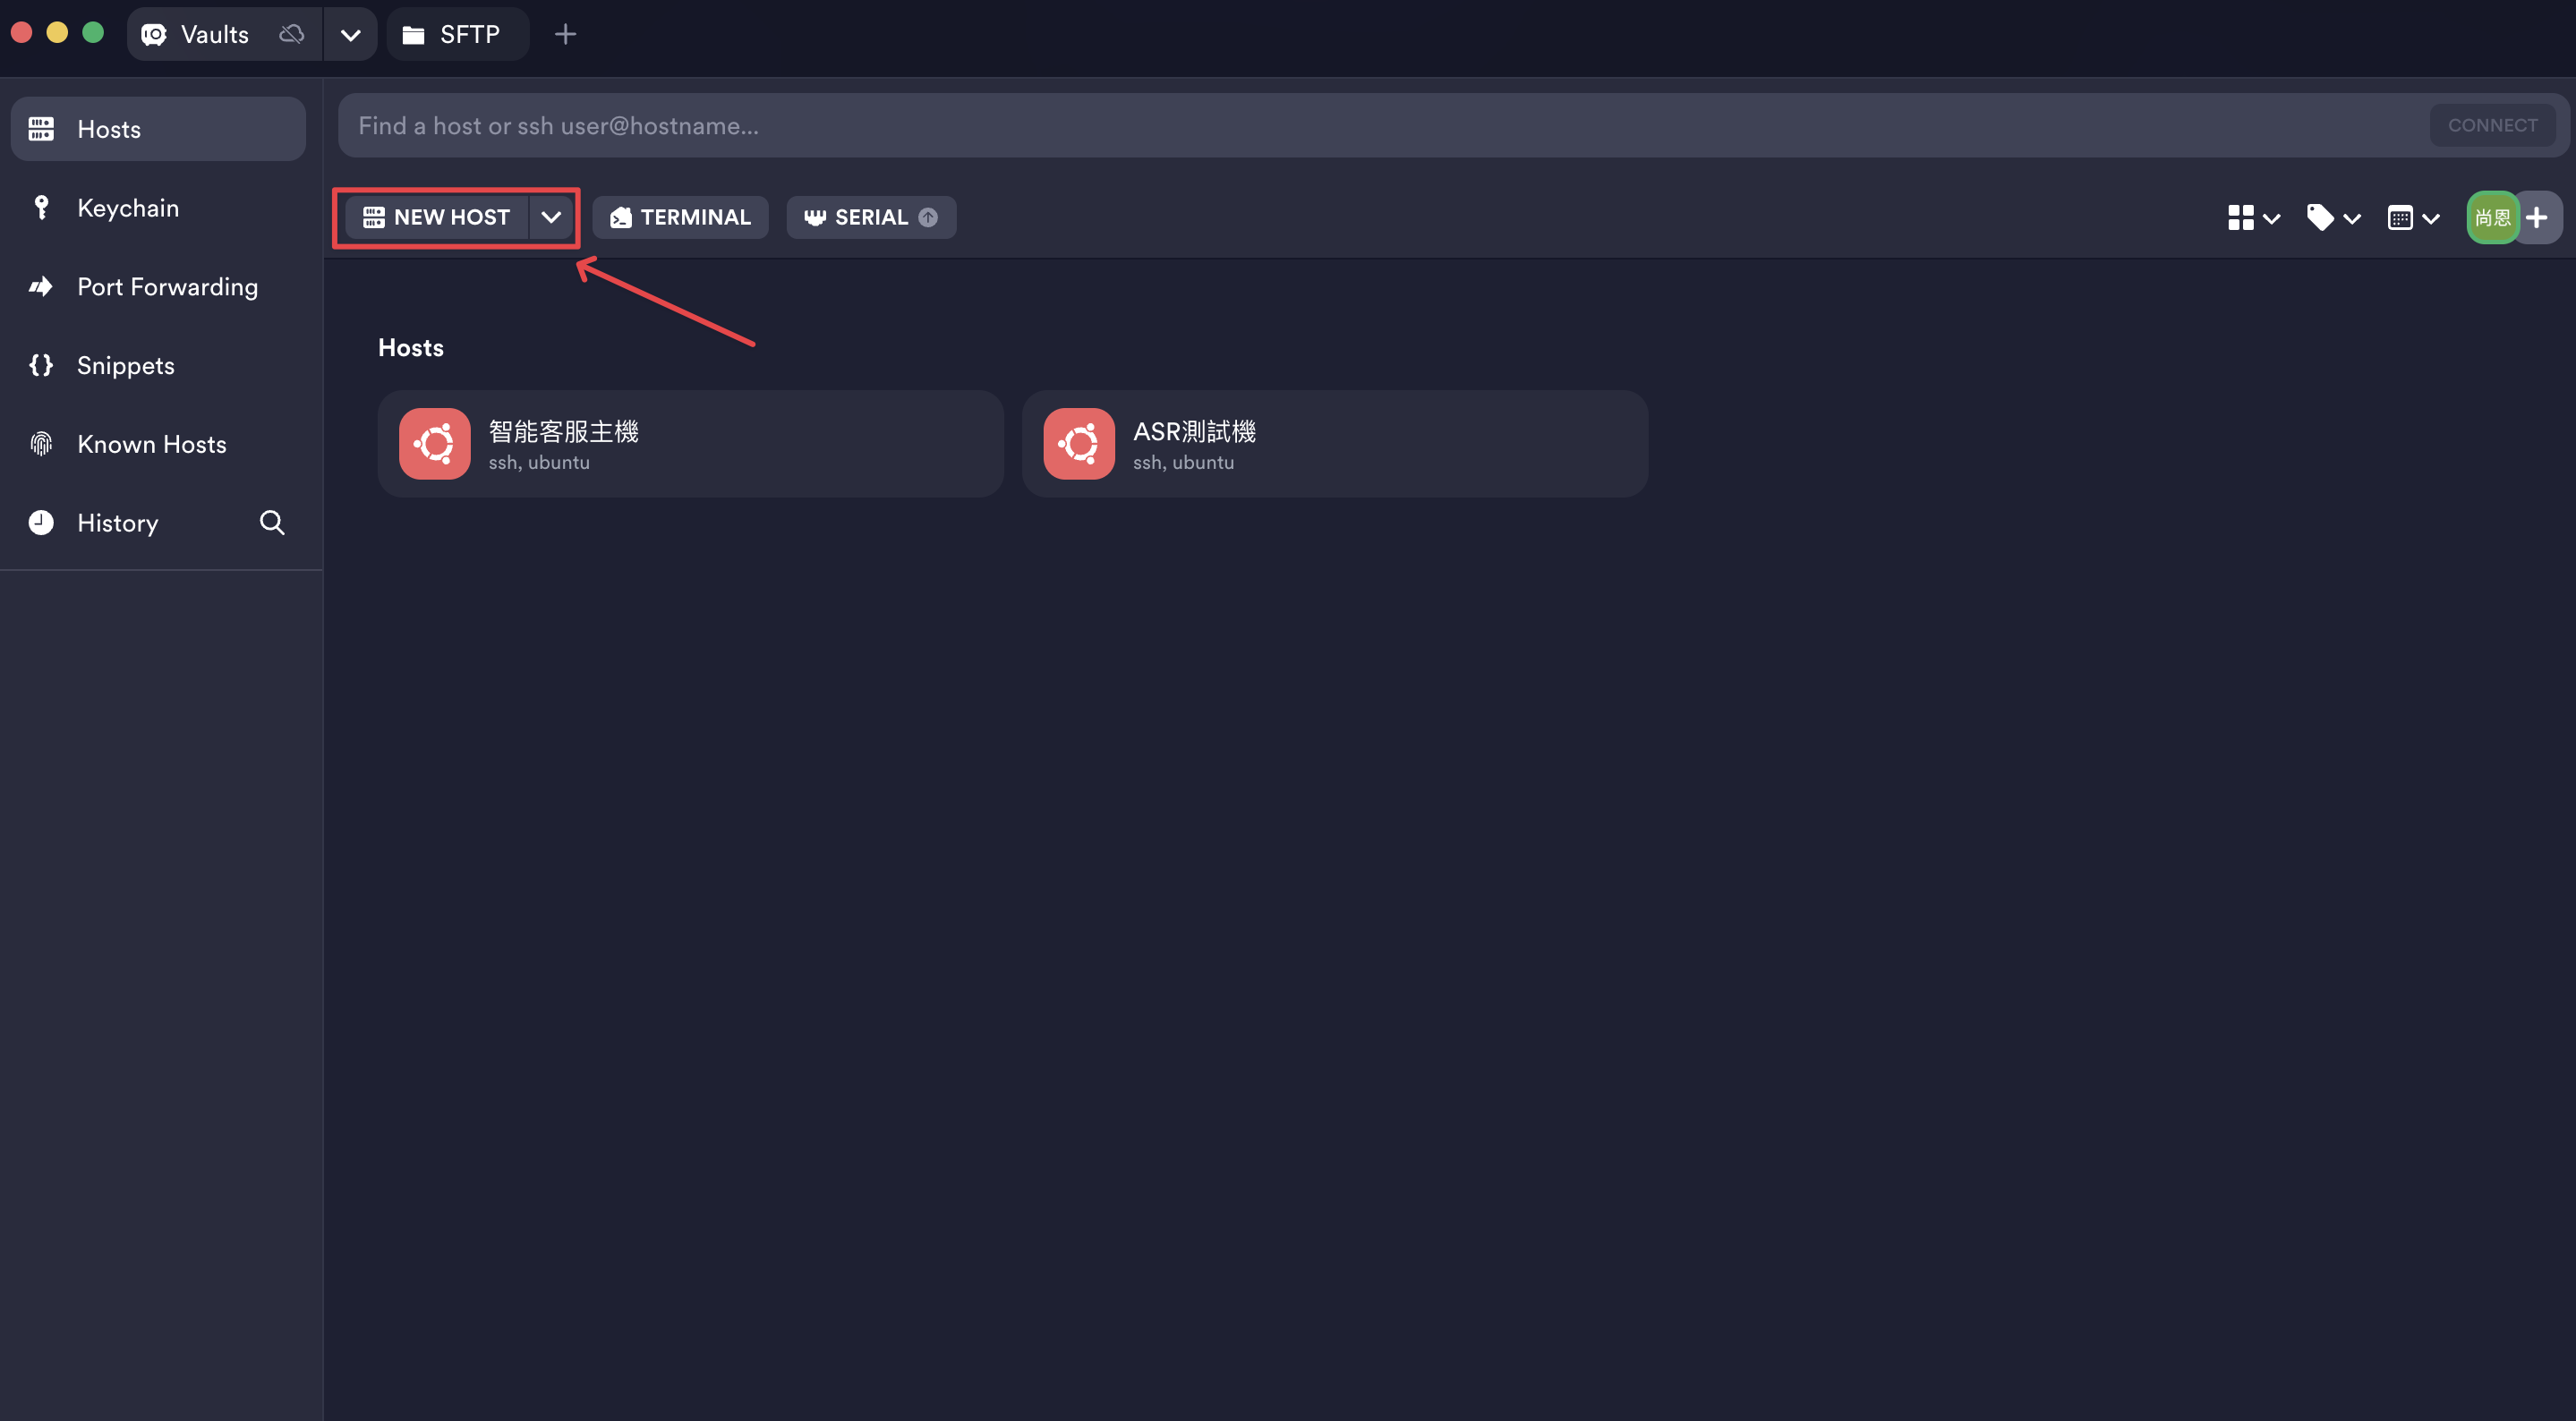 Vaults
SFTP
Hosts
Keychain
Port Forwarding
Snippets
Known Hosts
History
Find a host or ssh user@hostname...
CONNECT
NEW HOST
TERMINAL
SERIAL
尚恩
Hosts
智能客服主機
ssh, ubuntu
ASR測試機
ssh, ubuntu